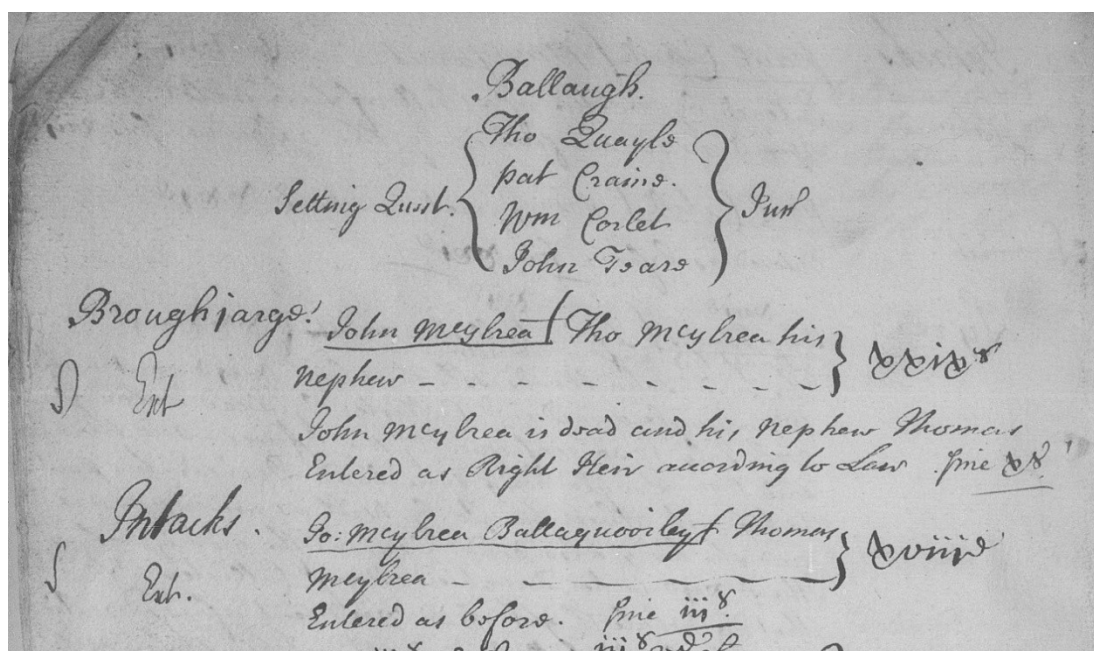 Ballaugh.
Tho Quayle
pat Craine.
Setting Quest.
Wm Corlet
Jur
John Teare
Broughjarge.
John mcylrea Tho Mcylrea his
nephew - - - - - - - - xxixs
Ent
John mcylrea is dead and his Nephew Thomas
Entered as Right Heir according to Law fine xs
Intacks.
Jo: mcylrea Ballaquooiley Thomas
mcylrea - xviiid
Ent.
Entered as before. fine iiis